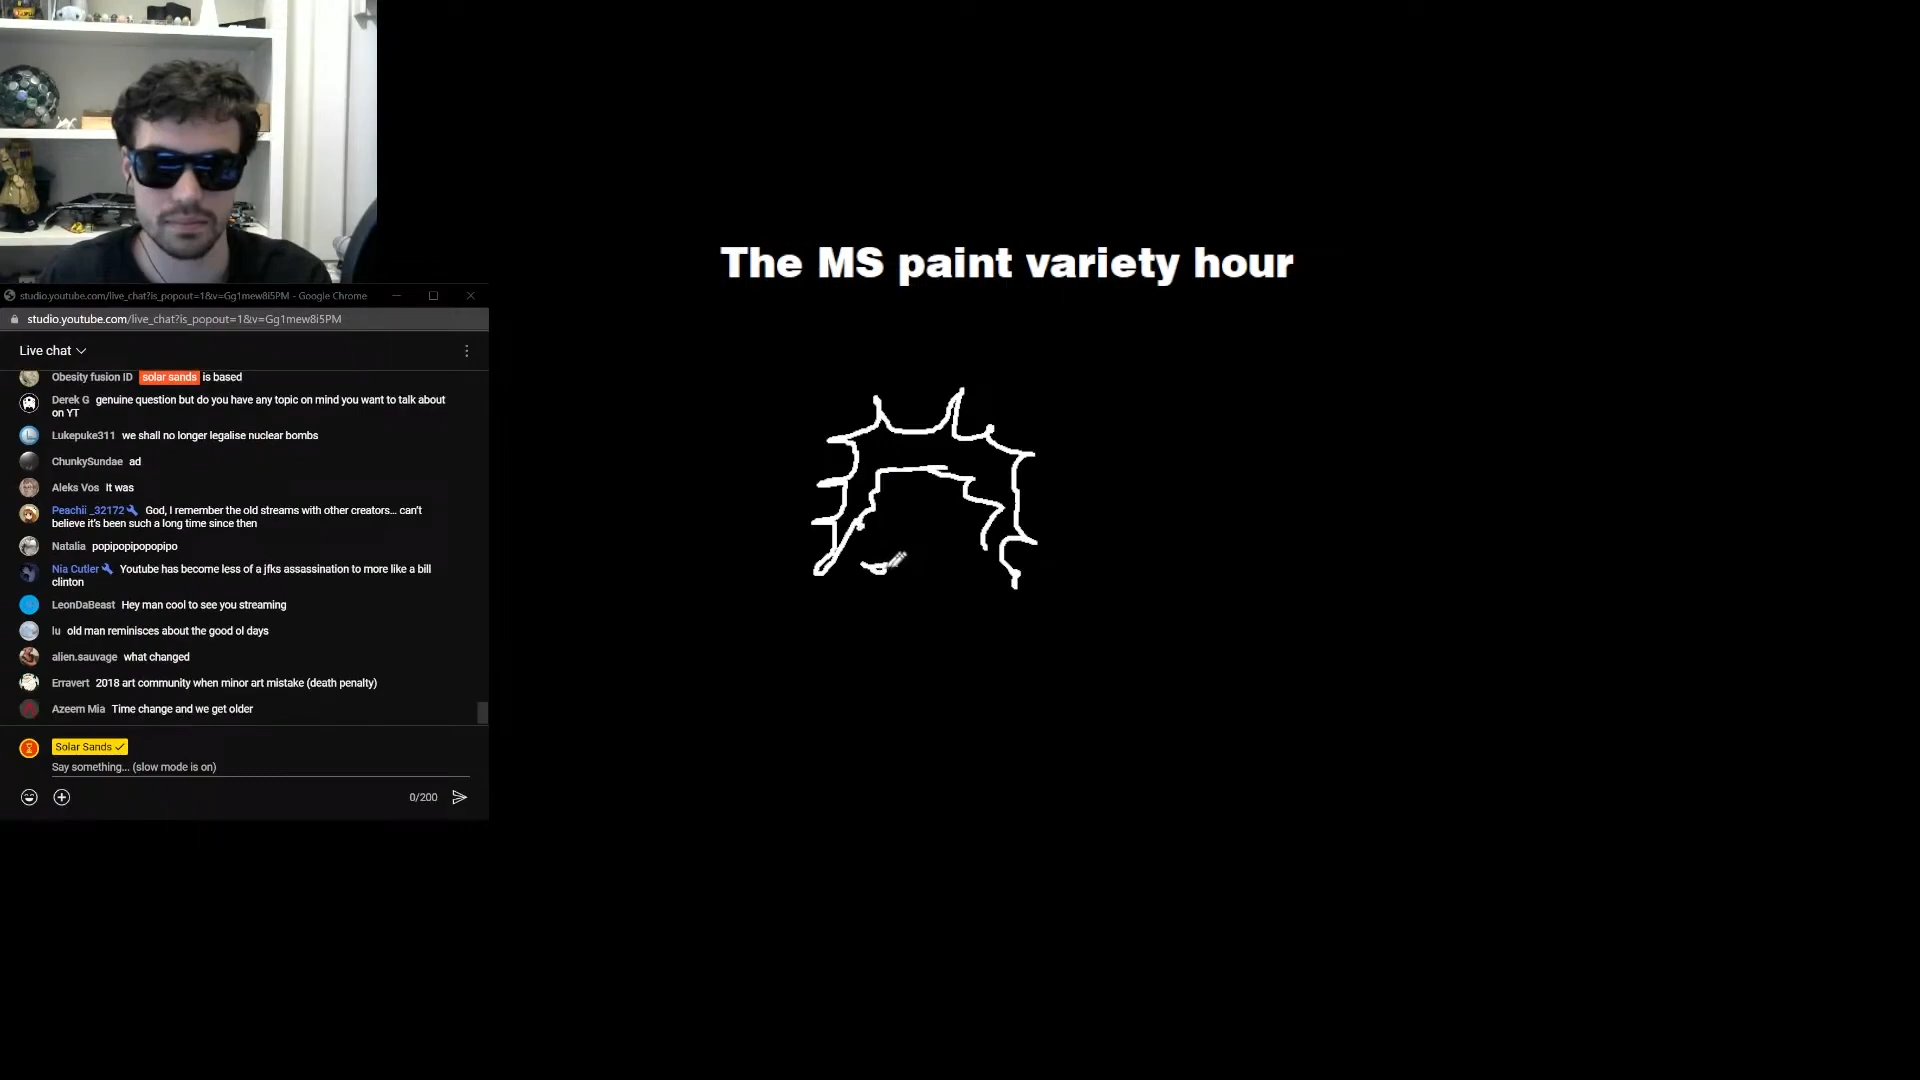 The MS paint variety hour
studio.youtube.com/live_chat?is_popout=1&v=Gg1mew8i5PM - Google Chrome
studio.youtube.com/live_chat?is_popout=1&v=Gg1mew8i5PM
Live chat
Obesity fusion ID solar sands is based
Derek G genuine question but do you have any topic on mind you want to talk about
on YT
Lukepuke311 we shall no longer legalise nuclear bombs
ChunkySundae ad
Aleks Vos It was
Peachii _32172 God, I remember the old streams with other creators... can't
believe it's been such a long time since then
Natalia popipopipopopipo
Nia Cutler Youtube has become less of a jfks assassination to more like a bill
clinton
LeonDaBeast Hey man cool to see you streaming
lu old man reminisces about the good ol days
alien.sauvage what changed
Erravert 2018 art community when minor art mistake (death penalty)
Azeem Mia Time change and we get older
Solar Sands
Say something... (slow mode is on)
0/200